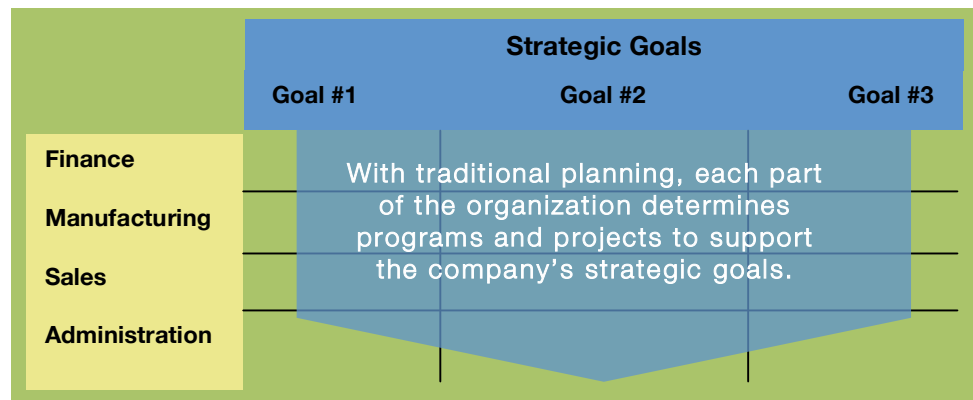 Strategic Goals
Goal #1 Goal #2 Goal #3
Finance
Manufacturing
Sales
Administration
With traditional planning, each part
of the organization determines
programs and projects to support
the company’s strategic goals.